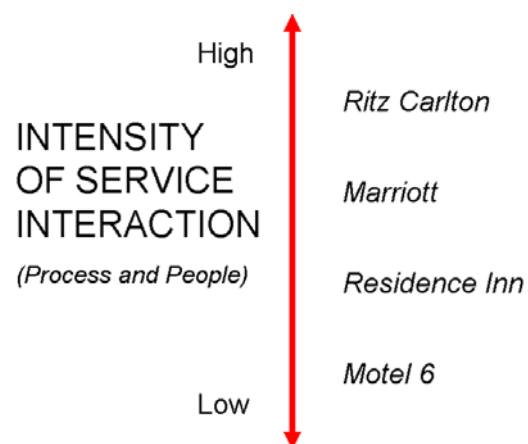 High
Ritz Carlton
INTENSITY
OF SERVICE
INTERACTION
(Process and People)
Marriott
Residence Inn
Motel 6
Low